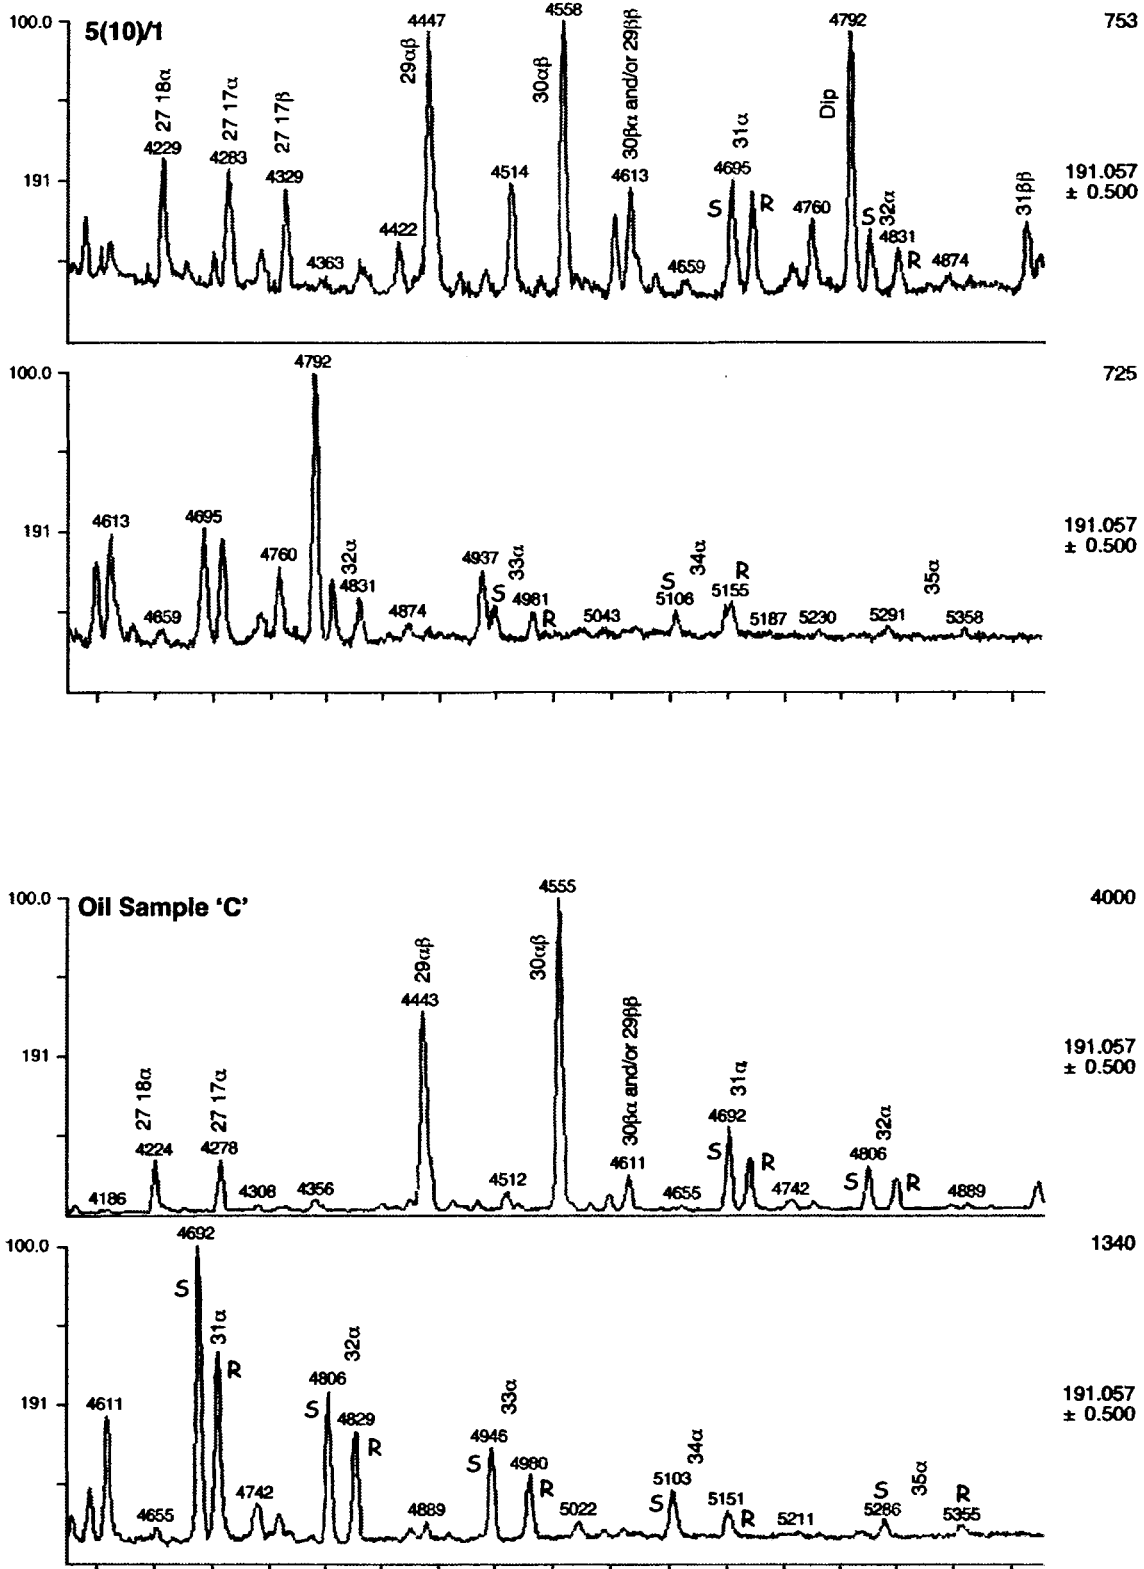 100.0
5(10)/1
753
191
191.057
± 0.500
27 18α
4229
27 17α
4283
27 17β
4329
4363
4422
29αβ
4447
4514
30αβ
4558
30βα and/or 29ββ
4613
4659
31α
4695
S
R
4760
Dip
4792
S
32α
4831
R
4874
31ββ
100.0
725
191
191.057
± 0.500
4613
4659
4695
4760
4792
32α
4831
4874
4937
S
33α
4981
R
5043
34α
S
5106
R
5155
5187
5230
5291
35α
5358
100.0
Oil Sample ‘C’
4000
191
191.057
± 0.500
4186
27 18α
4224
27 17α
4278
4308
4356
29αβ
4443
4512
30αβ
4555
30βα and/or 29ββ
4611
4655
31α
4692
S
R
4742
32α
4806
S
R
4889
100.0
1340
191
191.057
± 0.500
4611
4655
4692
S
31α
R
4742
4806
S
32α
4829
R
4889
33α
4946
S
4980
R
5022
34α
5103
S
5151
R
5211
S
5286
35α
R
5355